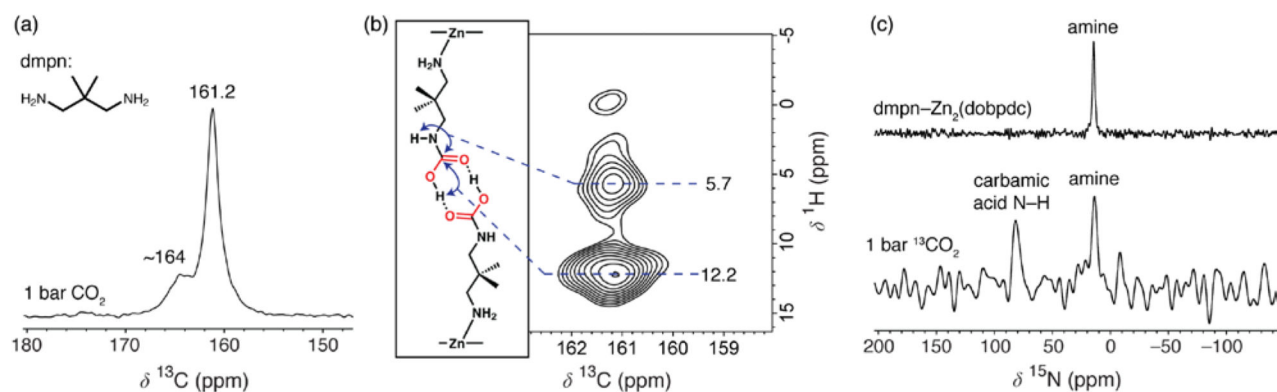 (a)
dmpn:
H₂N NH₂
161.2
~164
1 bar CO₂
180 170 160 150
δ ¹³C (ppm)
(b)
Zn
H₂N
H–N
O
O H
H O
O
NH
NH₂
–Zn
5.7
12.2
-5
0
5
10
15
δ ¹H (ppm)
162 161 160 159
δ ¹³C (ppm)
(c)
amine
dmpn–Zn₂(dobpdc)
carbamic
acid N–H
amine
1 bar ¹³CO₂
200 150 100 50 0 −50 −100
δ ¹⁵N (ppm)